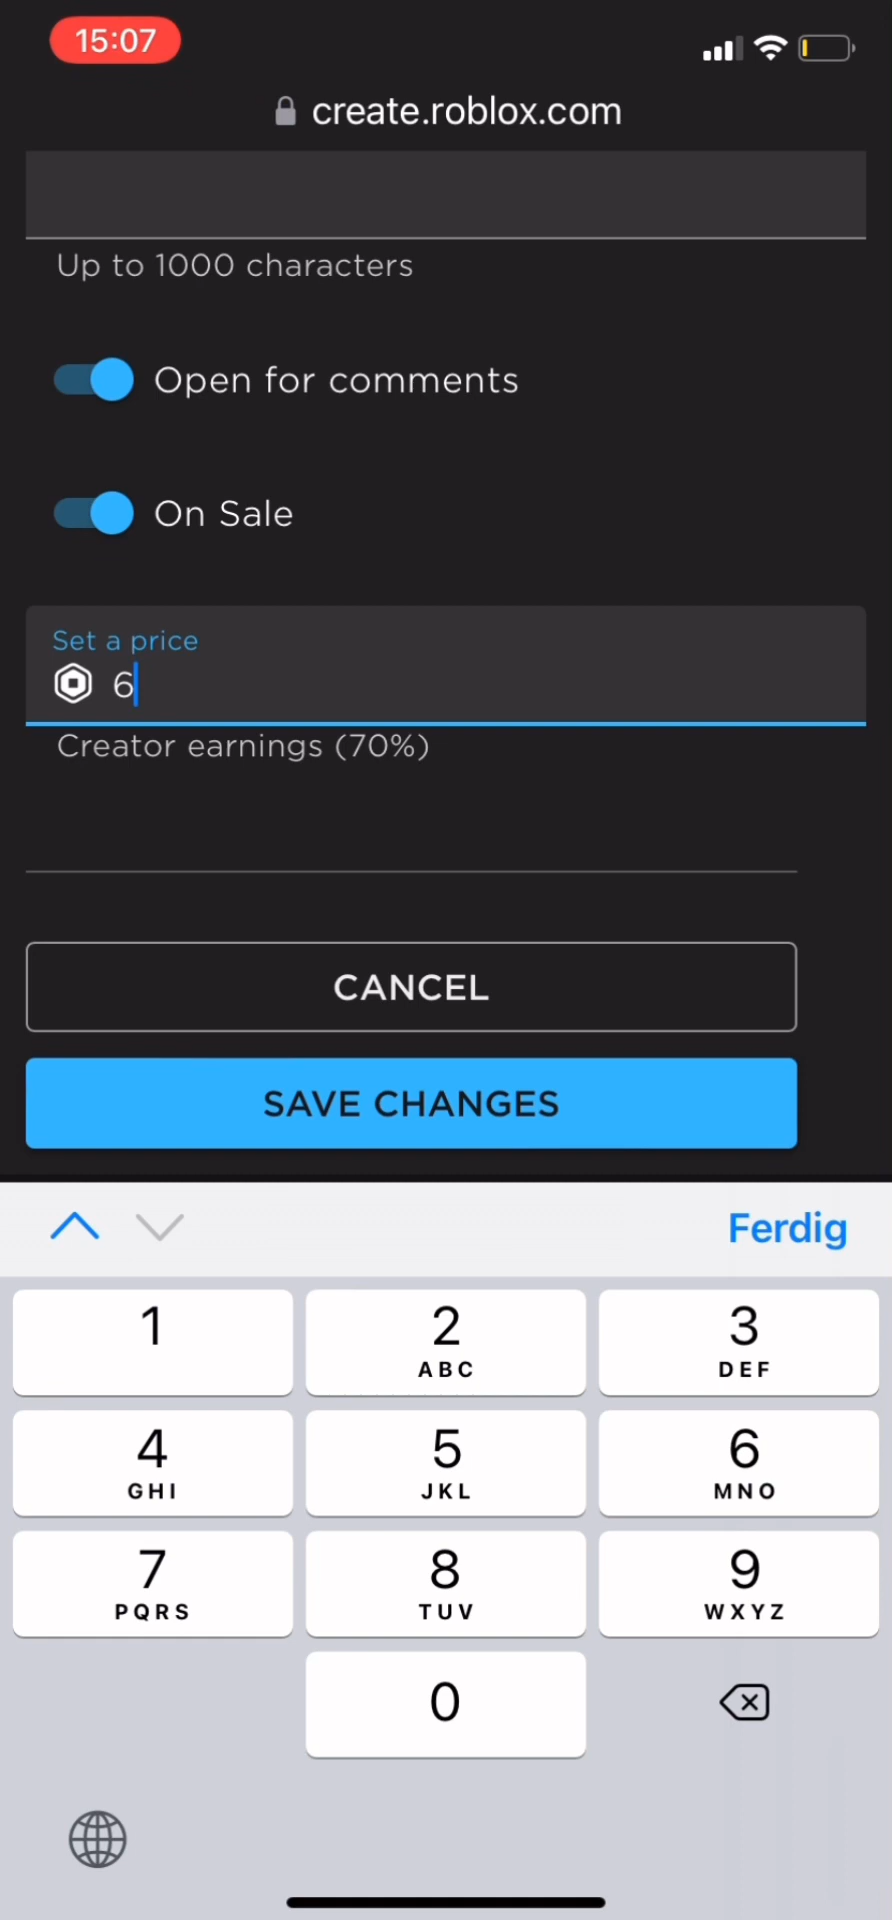 15:07
create.roblox.com
Up to 1000 characters
Open for comments
On Sale
Set a price
6
Creator earnings (70%)
CANCEL
SAVE CHANGES
Ferdig
1 2 3
ABC DEF
4 5 6
GHI JKL MNO
7 8 9
PQRS TUV WXYZ
0